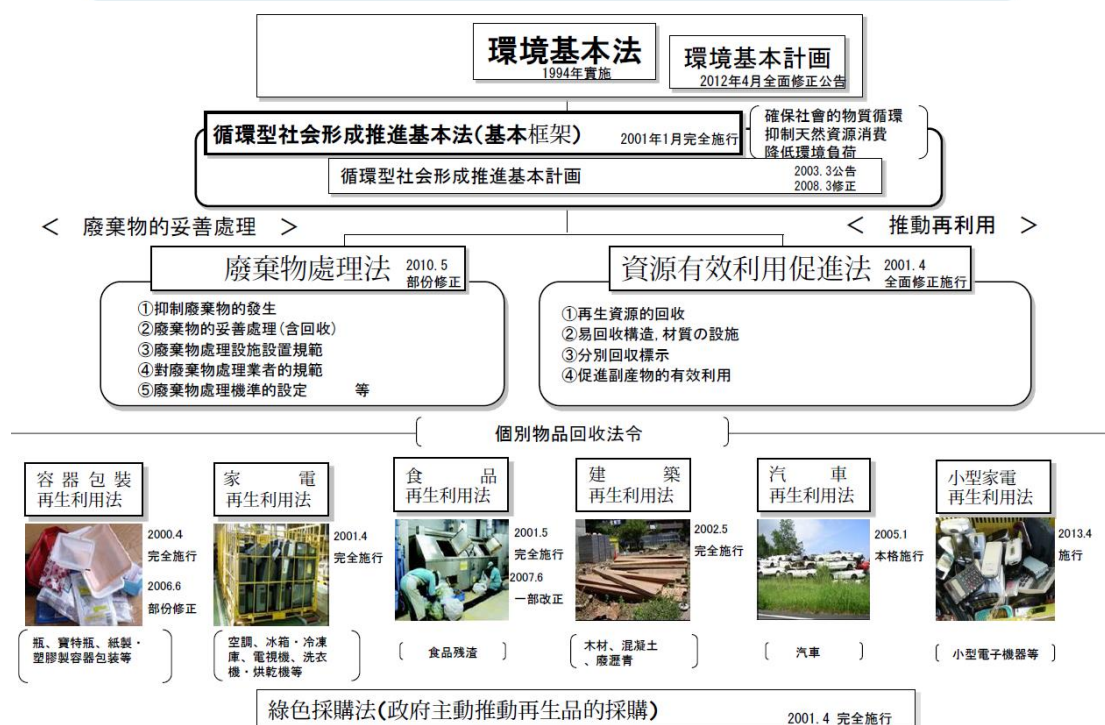 環境基本法
1994年實施
環境基本計画
2012年4月全面修正公告
循環型社会形成推進基本法(基本框架) 2001年1月完全施行
確保社會的物質循環
抑制天然資源消費
降低環境負荷
循環型社会形成推進基本計画
2003.3公告
2008.3修正
< 廢棄物的妥善處理 >
< 推動再利用 >
廢棄物處理法 2010.5
部份修正
①抑制廢棄物的發生
②廢棄物的妥善處理(含回收)
③廢棄物處理設施設置規範
④對廢棄物處理業者的規範
⑤廢棄物處理機準的設定 等
資源有效利用促進法 2001.4
全面修正施行
①再生資源的回收
②易回收構造,材質の設施
③分別回収標示
④促進副産物的有效利用
個別物品回收法令
容器包裝
再生利用法
2000.4
完全施行
2006.6
部份修正
瓶、寶特瓶、紙製・
塑膠製容器包装等
家電
再生利用法
2001.4
完全施行
空調、冰箱・冷凍
庫、電視機、洗衣
機・烘乾機等
食品
再生利用法
2001.5
完全施行
2007.6
一部改正
食品残渣
建築
再生利用法
2002.5
完全施行
木材、混凝土
、廢瀝青
汽車
再生利用法
2005.1
本格施行
汽車
小型家電
再生利用法
2013.4
施行
小型電子機器等
綠色採購法(政府主動推動再生品的採購) 2001.4 完全施行